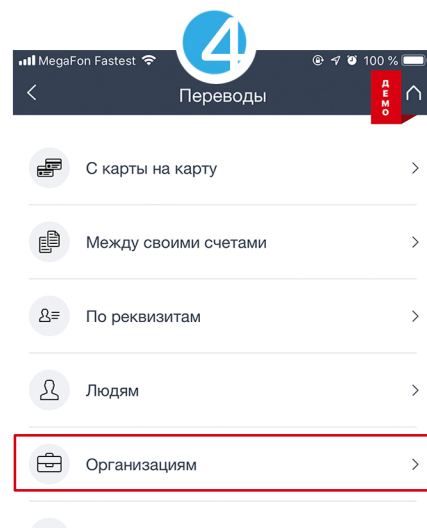 4
MegaFon Fastest 100 %
Переводы
ДЕМО
С карты на карту
Между своими счетами
По реквизитам
Людям
Организациям